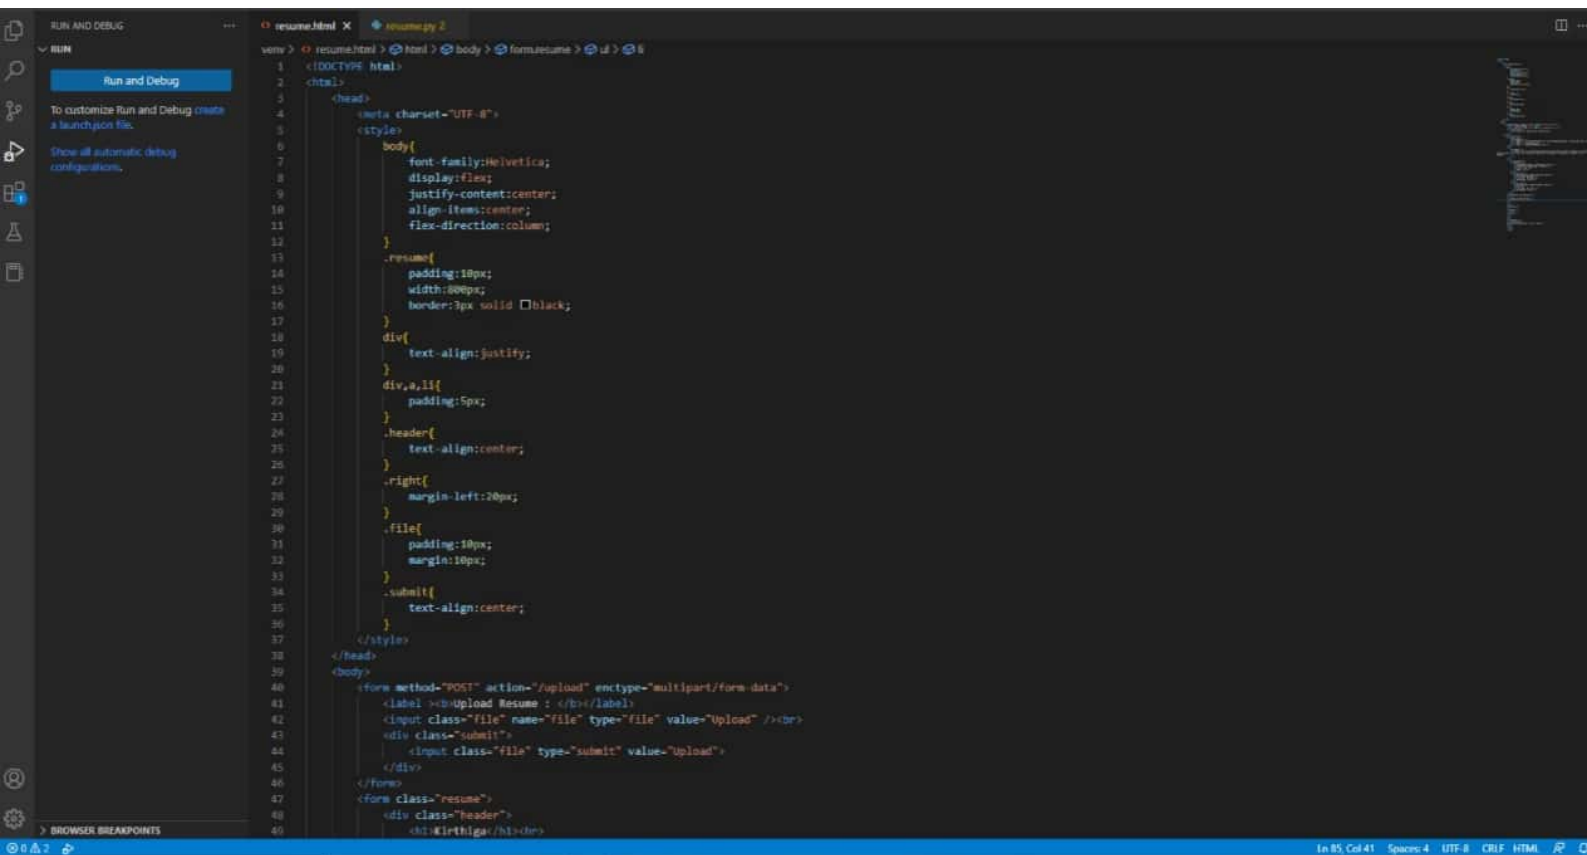 RUN AND DEBUG ···
RUN
Run and Debug
To customize Run and Debug create
a launch.json file.
Show all automatic debug
configurations.
BROWSER BREAKPOINTS
resume.html X resume.py 2
venv > resume.html > html > body > form.resume > ul > li
1 <!DOCTYPE html>
2 <html>
3 <head>
4 <meta charset="UTF-8">
5 <style>
6 body{
7 font-family:Helvetica;
8 display:flex;
9 justify-content:center;
10 align-items:center;
11 flex-direction:column;
12 }
13 .resume{
14 padding:10px;
15 width:800px;
16 border:3px solid black;
17 }
18 div{
19 text-align:justify;
20 }
21 div,a,li{
22 padding:5px;
23 }
24 .header{
25 text-align:center;
26 }
27 .right{
28 margin-left:20px;
29 }
30 .file{
31 padding:10px;
32 margin:10px;
33 }
34 .submit{
35 text-align:center;
36 }
37 </style>
38 </head>
39 <body>
40 <form method="POST" action="/upload" enctype="multipart/form-data">
41 <label ><b>Upload Resume : </b></label>
42 <input class="file" name="file" type="file" value="Upload" /><br>
43 <div class="submit">
44 <input class="file" type="submit" value="Upload">
45 </div>
46 </form>
47 <form class="resume">
48 <div class="header">
49 <h1>Kirthiga</h1><hr>
0 2 Ln 85, Col 41 Spaces: 4 UTF-8 CRLF HTML